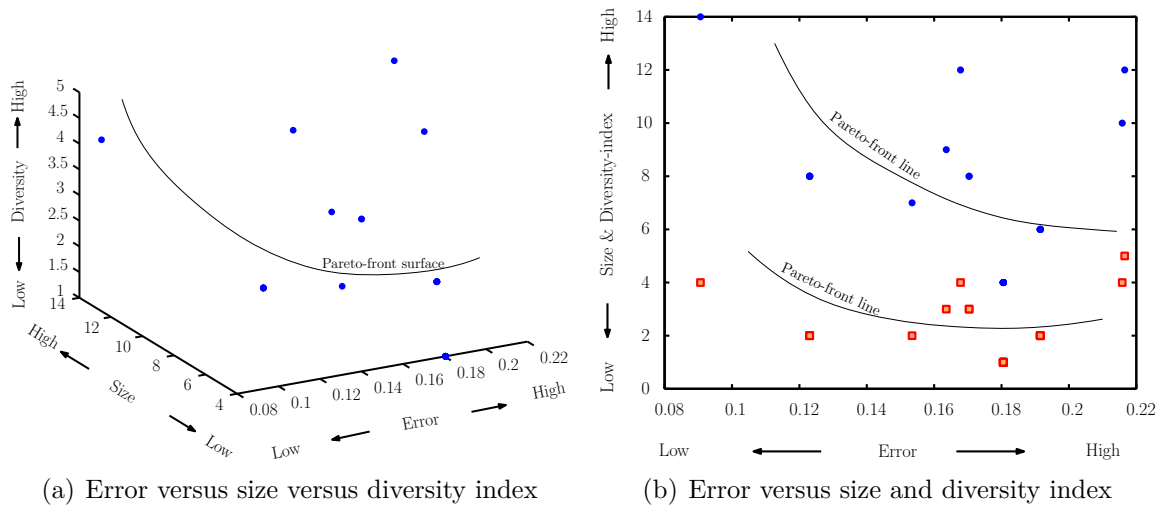 High
Diversity
Low
5
4.5
4
3.5
3
2.5
2
1.5
1
14
12
10
8
6
4
High
Size
Low
0.08
0.1
0.12
0.14
0.16
0.18
0.2
0.22
Low
Error
High
Pareto-front surface
(a) Error versus size versus diversity index
High
Size & Diversity-index
Low
14
12
10
8
6
4
2
0
0.08
0.1
0.12
0.14
0.16
0.18
0.2
0.22
Low
Error
High
Pareto-front line
Pareto-front line
(b) Error versus size and diversity index